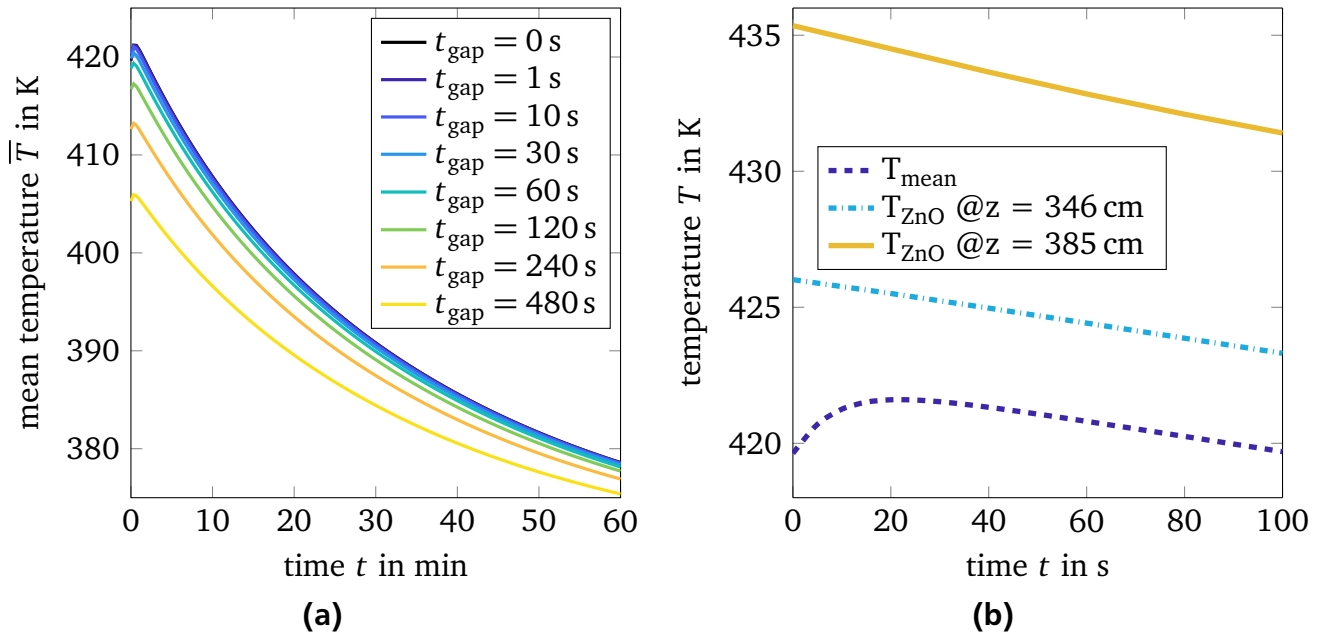 mean temperature T̅ in K
420
410
400
390
380
0 10 20 30 40 50 60
time t in min
t_gap = 0 s
t_gap = 1 s
t_gap = 10 s
t_gap = 30 s
t_gap = 60 s
t_gap = 120 s
t_gap = 240 s
t_gap = 480 s
(a)
temperature T in K
435
430
425
420
0 20 40 60 80 100
time t in s
T_mean
T_ZnO @z = 346 cm
T_ZnO @z = 385 cm
(b)